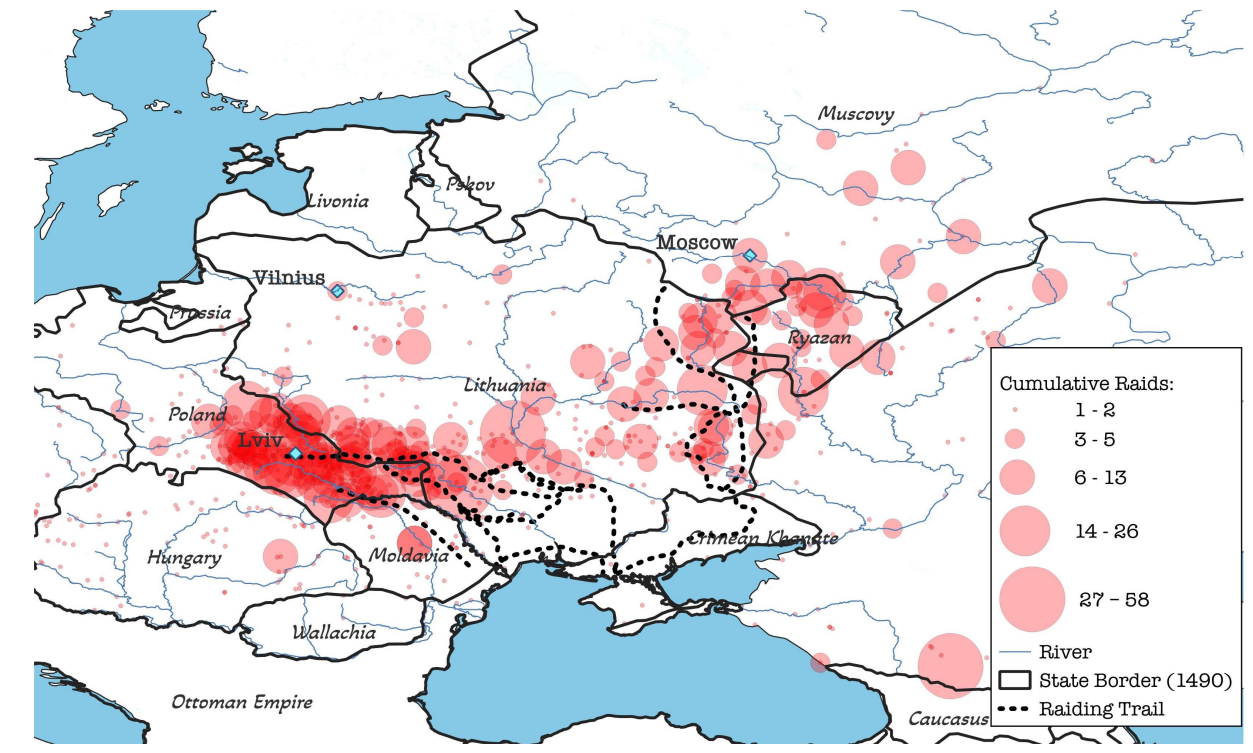 Muscovy
Pskov
Livonia
Moscow
Vilnius
Prussia
Ryazan
Lithuania
Poland
Lviv
Crimean Khanate
Hungary
Moldavia
Wallachia
Ottoman Empire
Caucasus
Cumulative Raids:
1 - 2
3 - 5
6 - 13
14 - 26
27 - 58
River
State Border (1490)
Raiding Trail